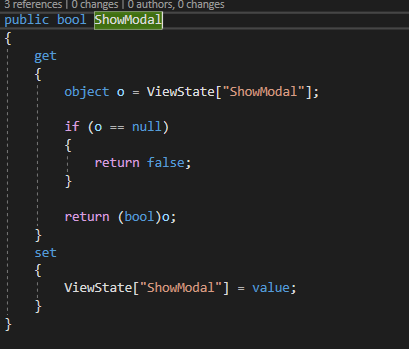 3 references | 0 changes | 0 authors, 0 changes
public bool ShowModal
{
    get
    {
        object o = ViewState["ShowModal"];

        if (o == null)
        {
            return false;
        }

        return (bool)o;
    }
    set
    {
        ViewState["ShowModal"] = value;
    }
}